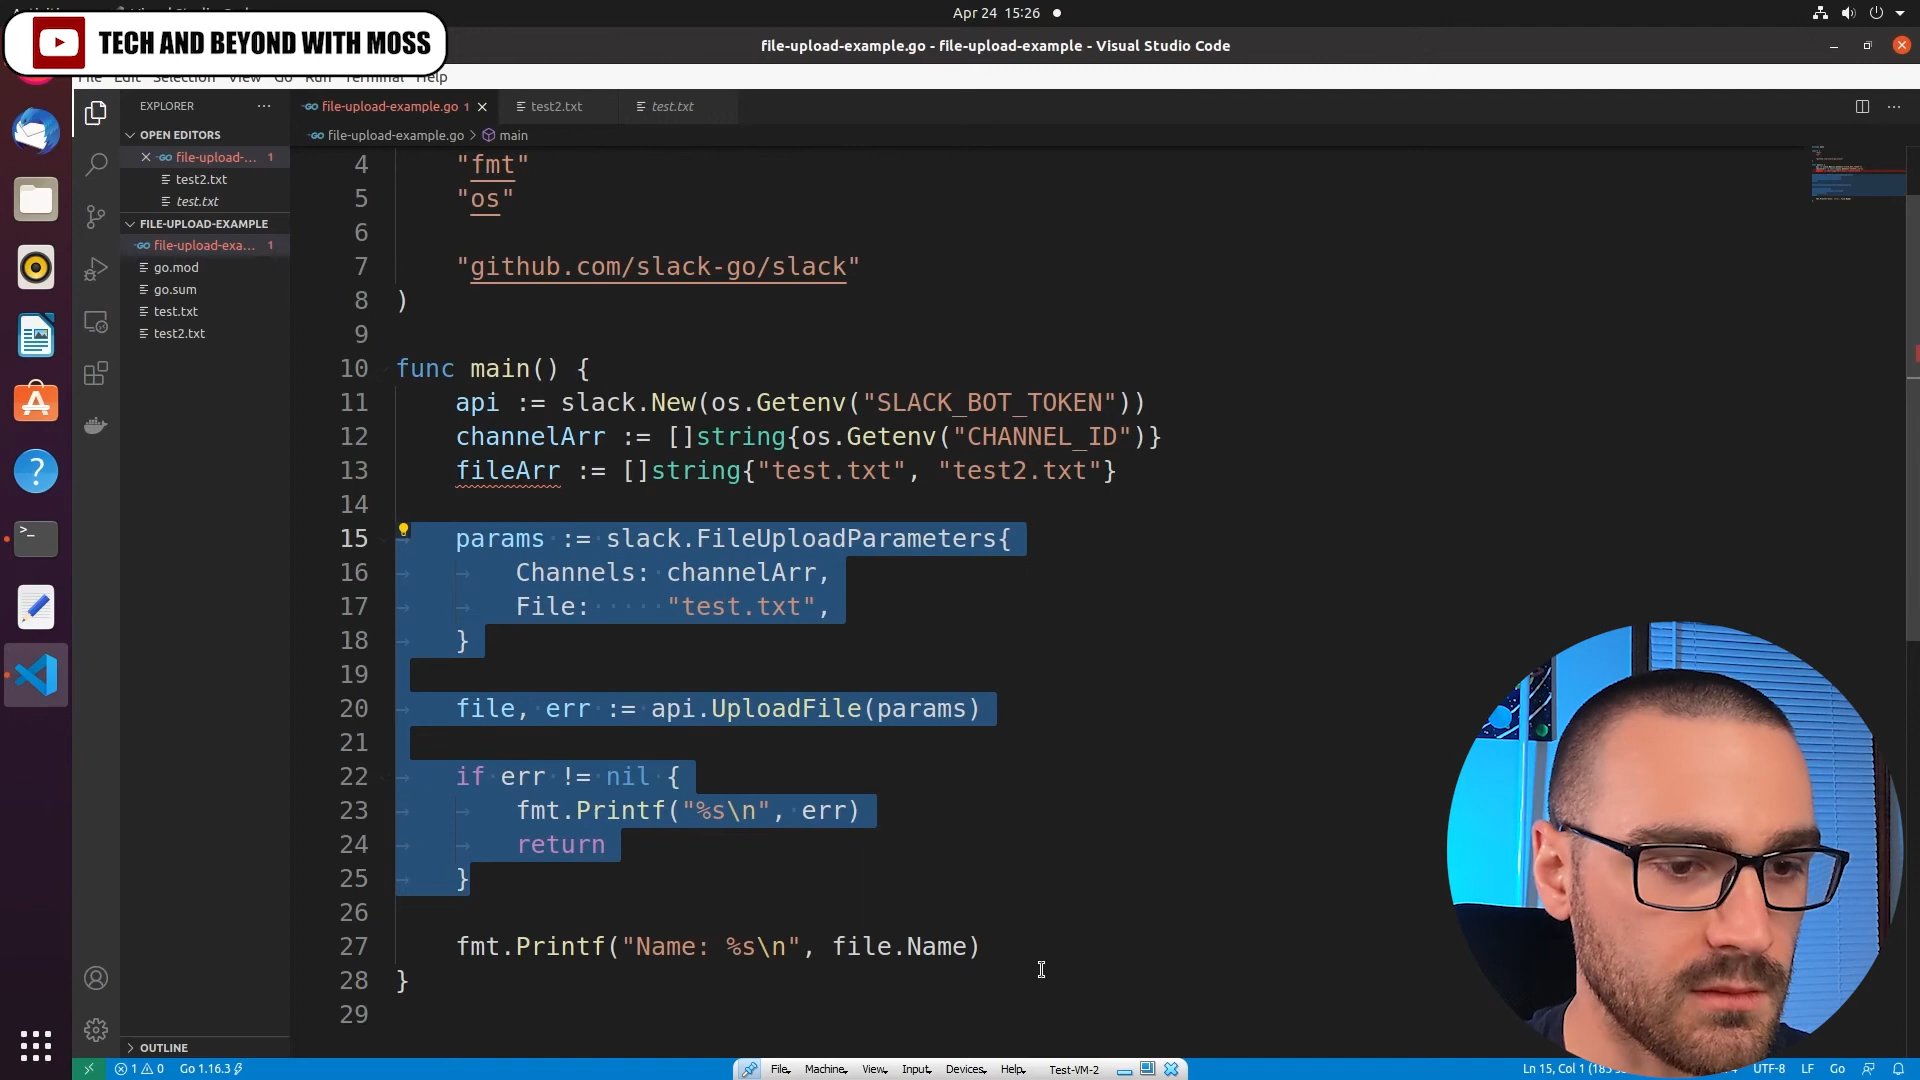 Apr 24 15:26
TECH AND BEYOND WITH MOSS
file-upload-example.go - file-upload-example - Visual Studio Code
File Edit Selection View Go Run Terminal Help
EXPLORER
file-upload-example.go 1
test2.txt
test.txt
file-upload-example.go > main
OPEN EDITORS
file-upload-... 1
test2.txt
test.txt
FILE-UPLOAD-EXAMPLE
file-upload-exa... 1
go.mod
go.sum
test.txt
test2.txt
OUTLINE
4 "fmt"
5 "os"
6
7 "github.com/slack-go/slack"
8 )
9
10 func main() {
11 api := slack.New(os.Getenv("SLACK_BOT_TOKEN"))
12 channelArr := []string{os.Getenv("CHANNEL_ID")}
13 fileArr := []string{"test.txt", "test2.txt"}
14
15 params := slack.FileUploadParameters{
16 Channels: channelArr,
17 File: "test.txt",
18 }
19
20 file, err := api.UploadFile(params)
21
22 if err != nil {
23 fmt.Printf("%s\n", err)
24 return
25 }
26
27 fmt.Printf("Name: %s\n", file.Name)
28 }
29
1 0 Go 1.16.3
File Machine View Input Devices Help Test-VM-2
Ln 15, Col 1 UTF-8 LF Go